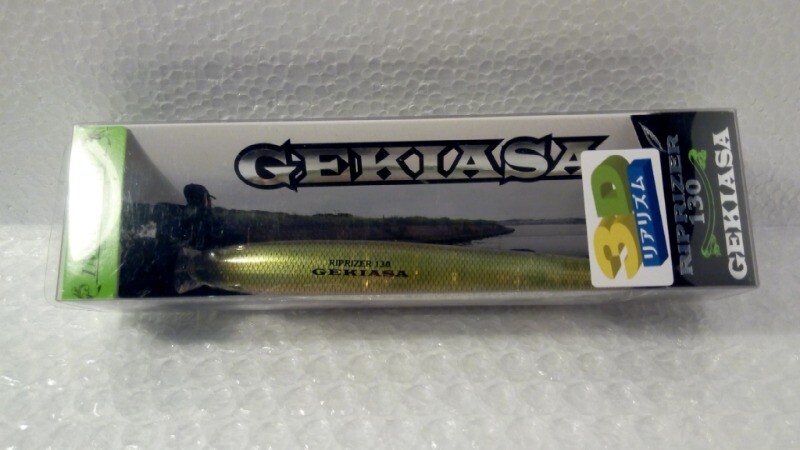 GEKIASA
3D
リアリズム
RIPRIZER
130
GEKIASA
RIPRIZER 130
GEKIASA